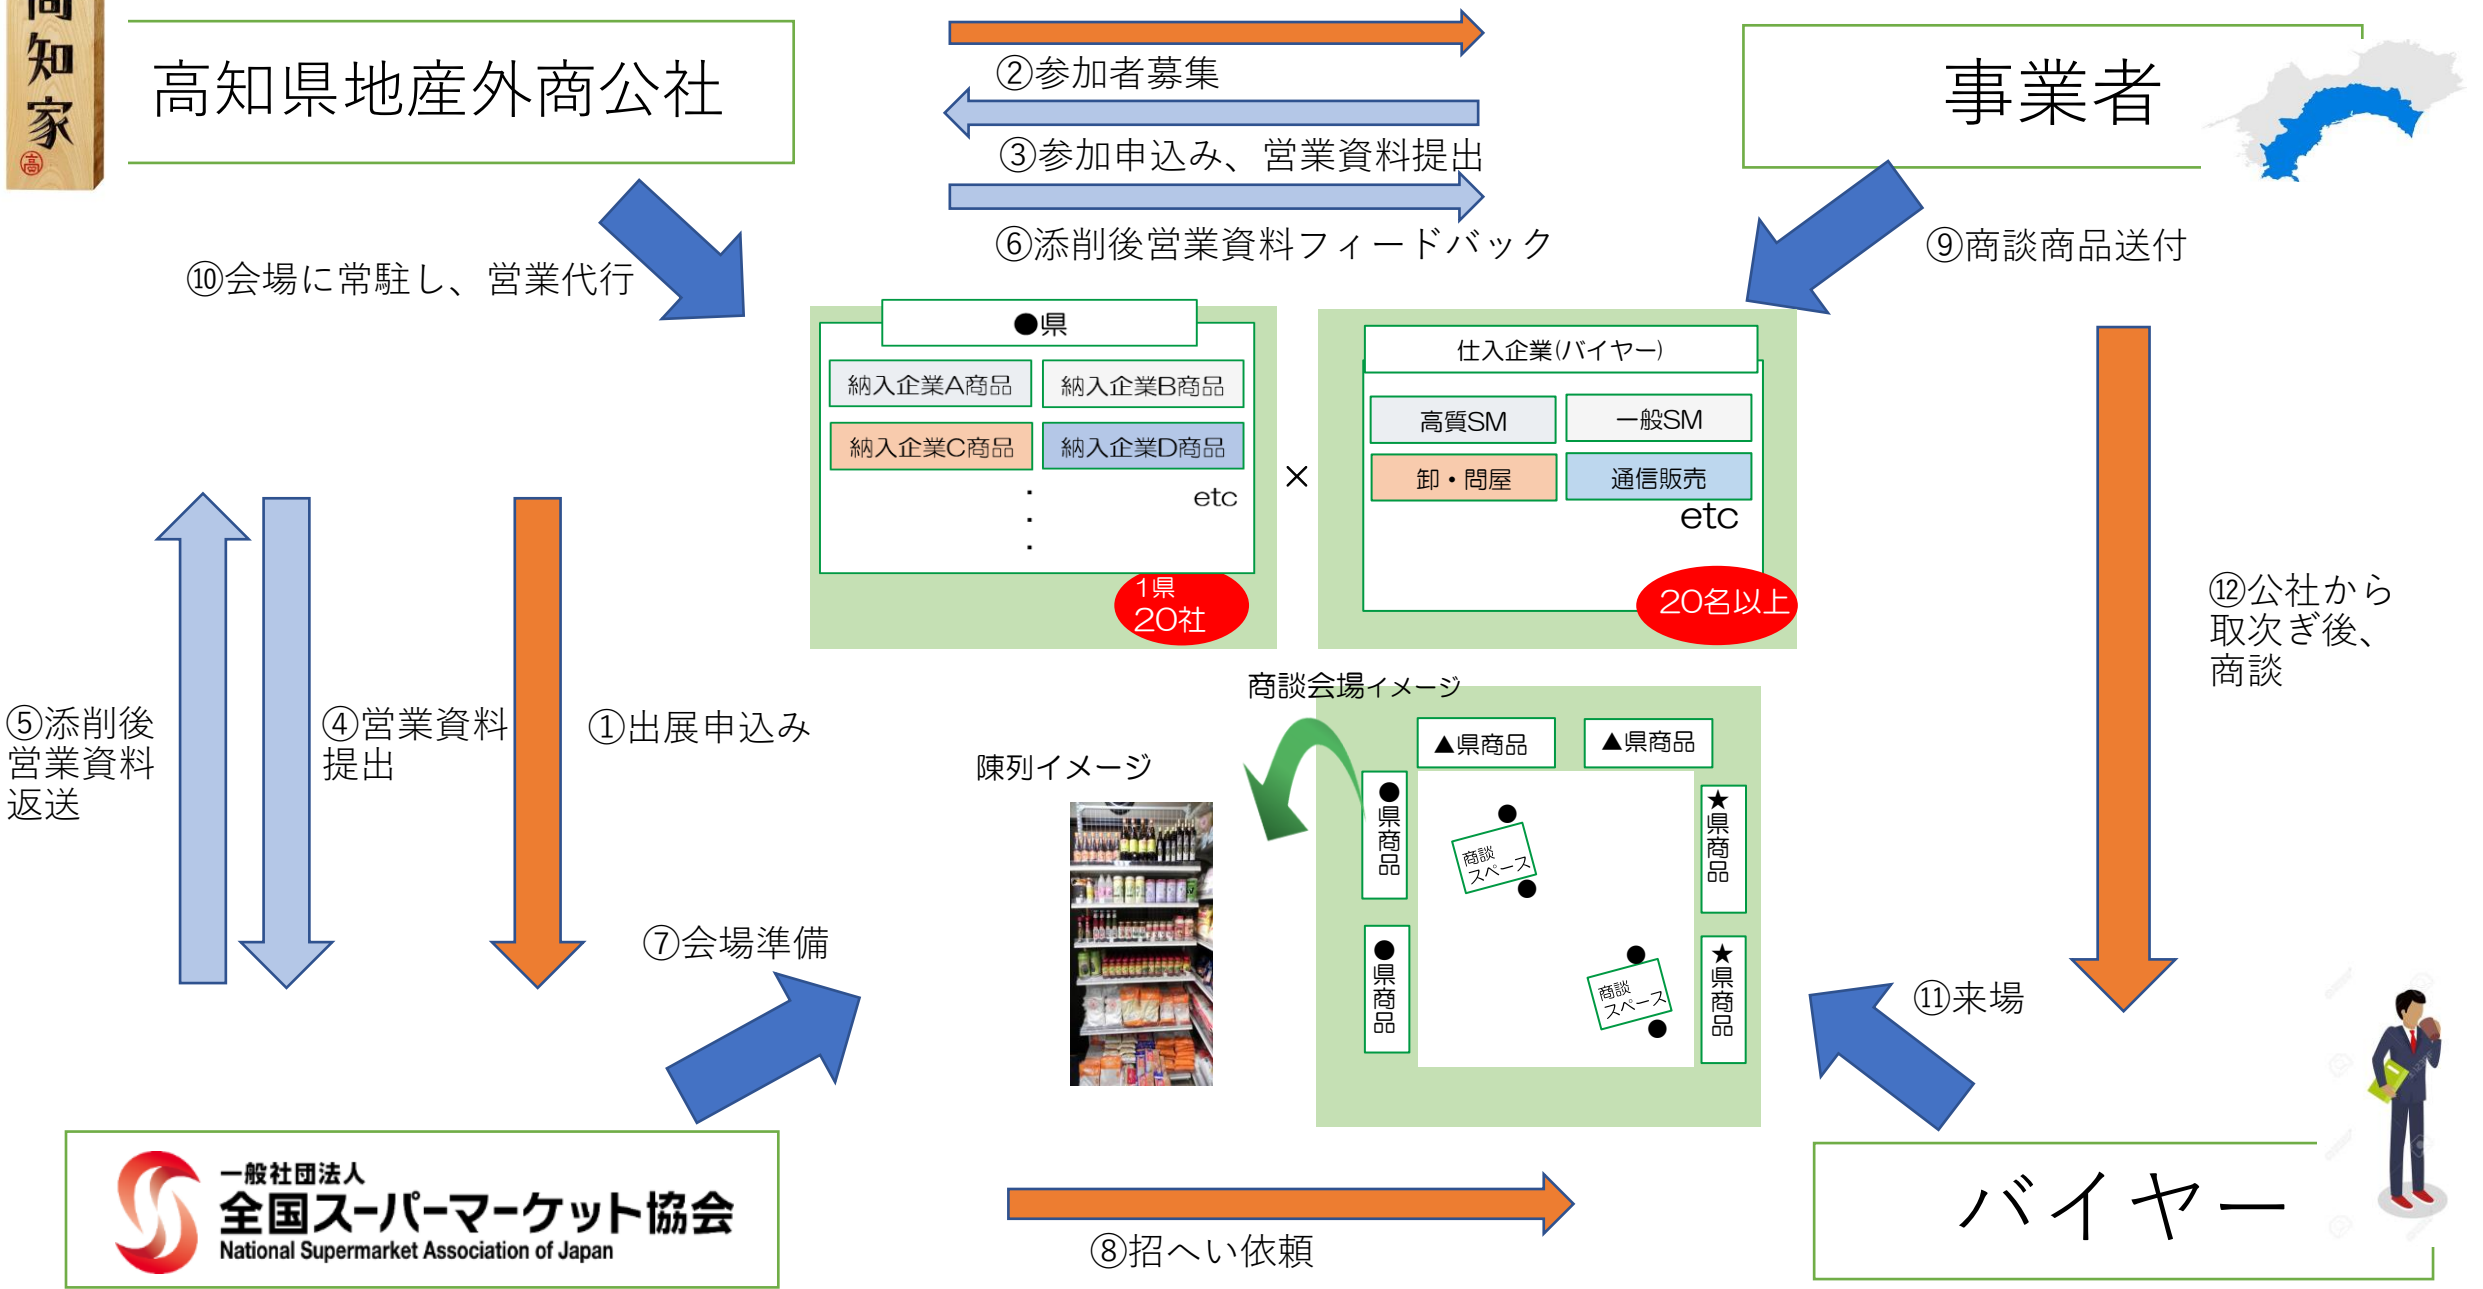 知
家
高
高知県地産外商公社
②参加者募集
③参加申込み、営業資料提出
⑥添削後営業資料フィードバック
事業者
⑩会場に常駐し、営業代行
⑨商談商品送付
●県
納入企業A商品
納入企業B商品
納入企業C商品
納入企業D商品
・
・
・
etc
1県
20社
×
仕入企業(バイヤー)
高質SM
一般SM
卸・問屋
通信販売
etc
20名以上
⑫公社から
取次ぎ後、
商談
⑤添削後
営業資料
返送
④営業資料
提出
①出展申込み
商談会場イメージ
陳列イメージ
▲県商品
▲県商品
●県商品
●県商品
★県商品
★県商品
商談
スペース
商談
スペース
⑦会場準備
⑪来場
一般社団法人
全国スーパーマーケット協会
National Supermarket Association of Japan
⑧招へい依頼
バイヤー